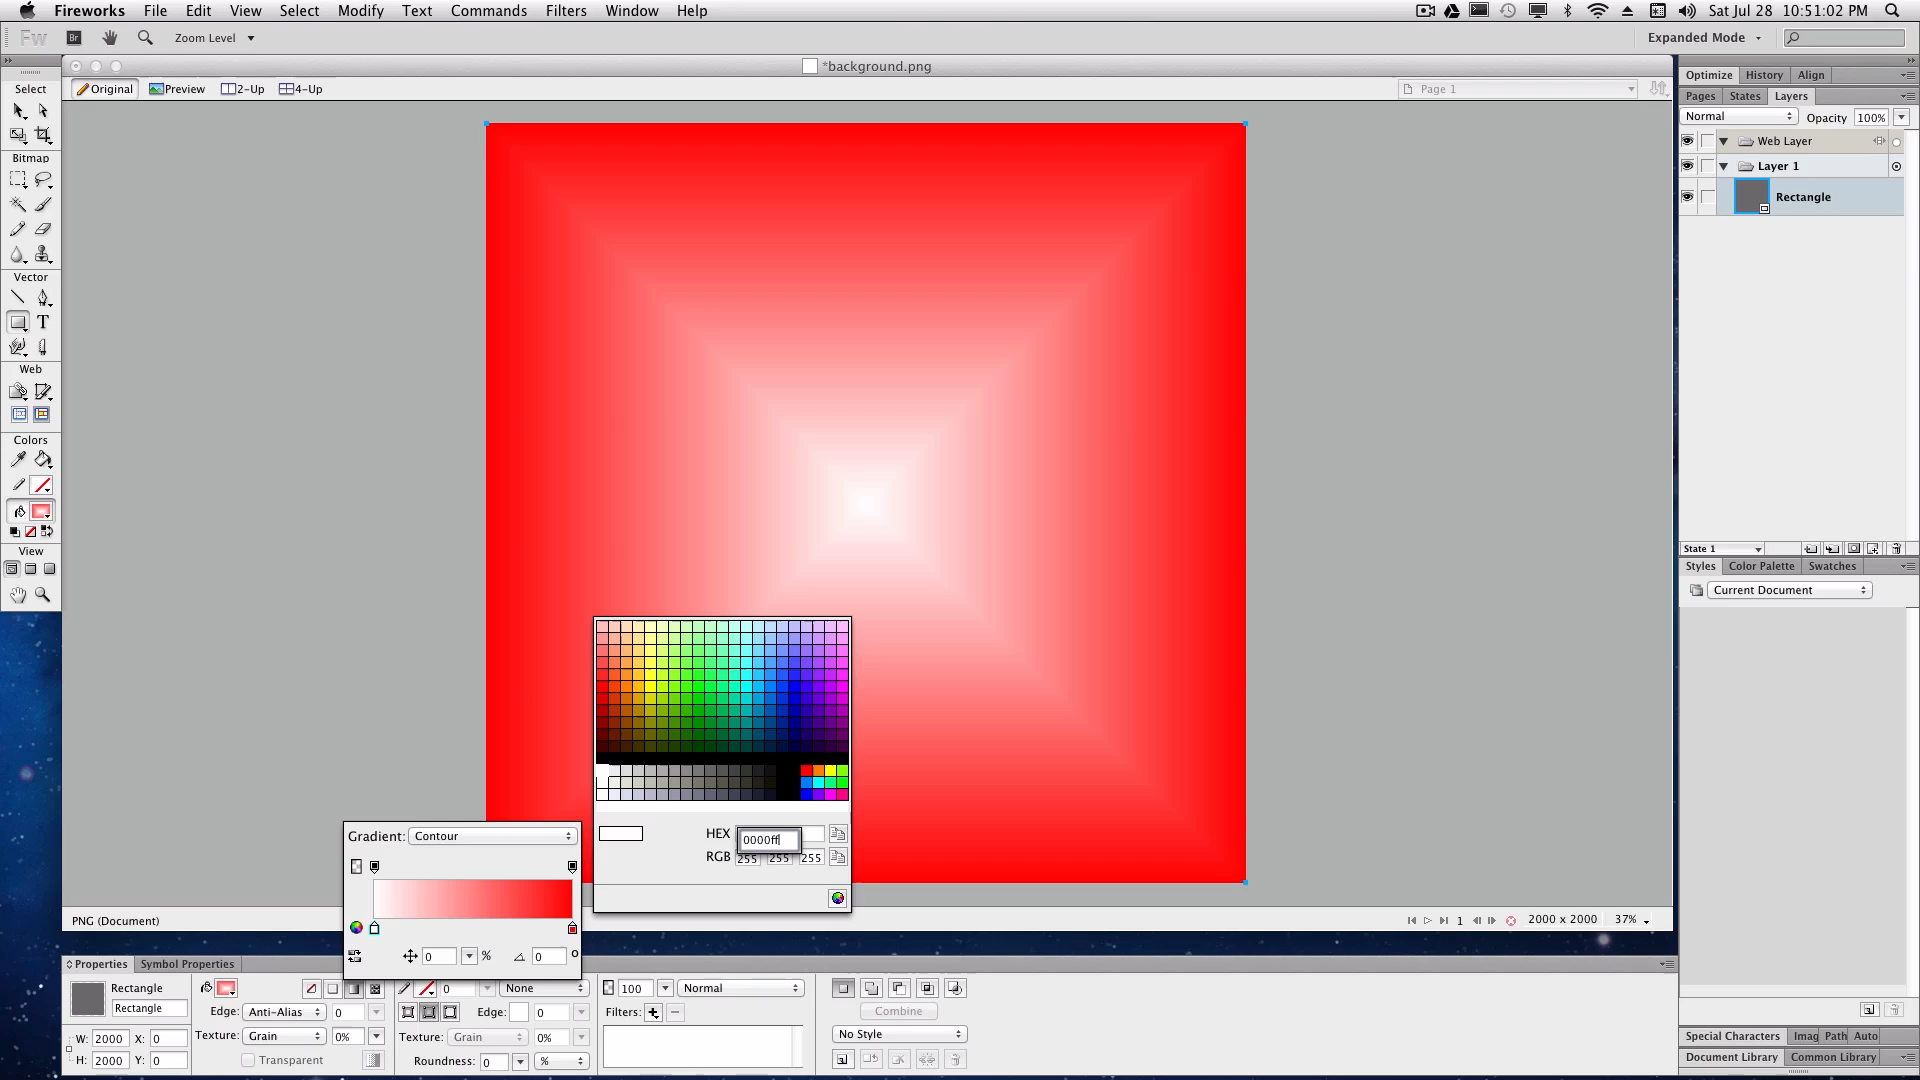 Fireworks File Edit View Select Modify Text Commands Filters Window Help Sat Jul 28 10:51:02 PM
Fw Br Zoom Level Expanded Mode
*background.png
Original Preview 2-Up 4-Up Page 1
Select
Bitmap
Vector
T
Web
Colors
View
Optimize History Align
Pages States Layers
Normal Opacity 100%
Web Layer
Layer 1
Rectangle
State 1
Styles Color Palette Swatches
Current Document
Special Characters Imag Path Auto
Document Library Common Library
HEX 0000ff
RGB 255 255 255
Gradient: Contour
0 % 0 °
PNG (Document) 1 2000 x 2000 37%
Properties Symbol Properties
Rectangle 0 None 100 Normal
Rectangle
Edge: Anti-Alias 0 Edge: 0 Filters:
Combine
W: 2000 X: 0 Texture: Grain 0% Texture: Grain 0% No Style
H: 2000 Y: 0 Transparent Roundness: 0 %